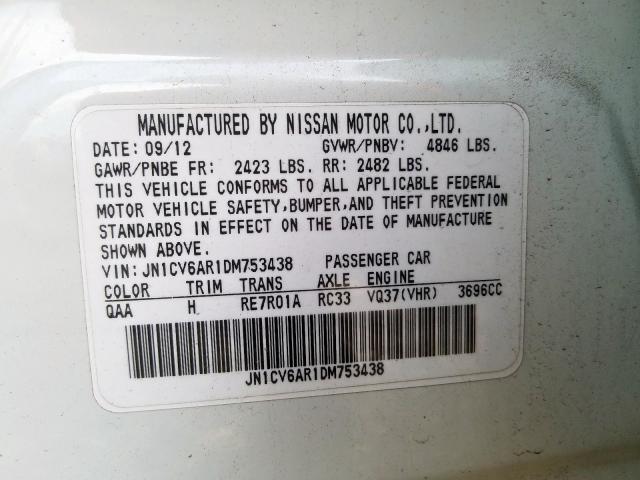 MANUFACTURED BY NISSAN MOTOR CO.,LTD.
DATE: 09/12 GVWR/PNBV: 4846 LBS.
GAWR/PNBE FR: 2423 LBS. RR: 2482 LBS.
THIS VEHICLE CONFORMS TO ALL APPLICABLE FEDERAL
MOTOR VEHICLE SAFETY,BUMPER,AND THEFT PREVENTION
STANDARDS IN EFFECT ON THE DATE OF MANUFACTURE
SHOWN ABOVE.
VIN: JN1CV6AR1DM753438 PASSENGER CAR
COLOR TRIM TRANS AXLE ENGINE
QAA H RE7R01A RC33 VQ37(VHR) 3696CC
JN1CV6AR1DM753438